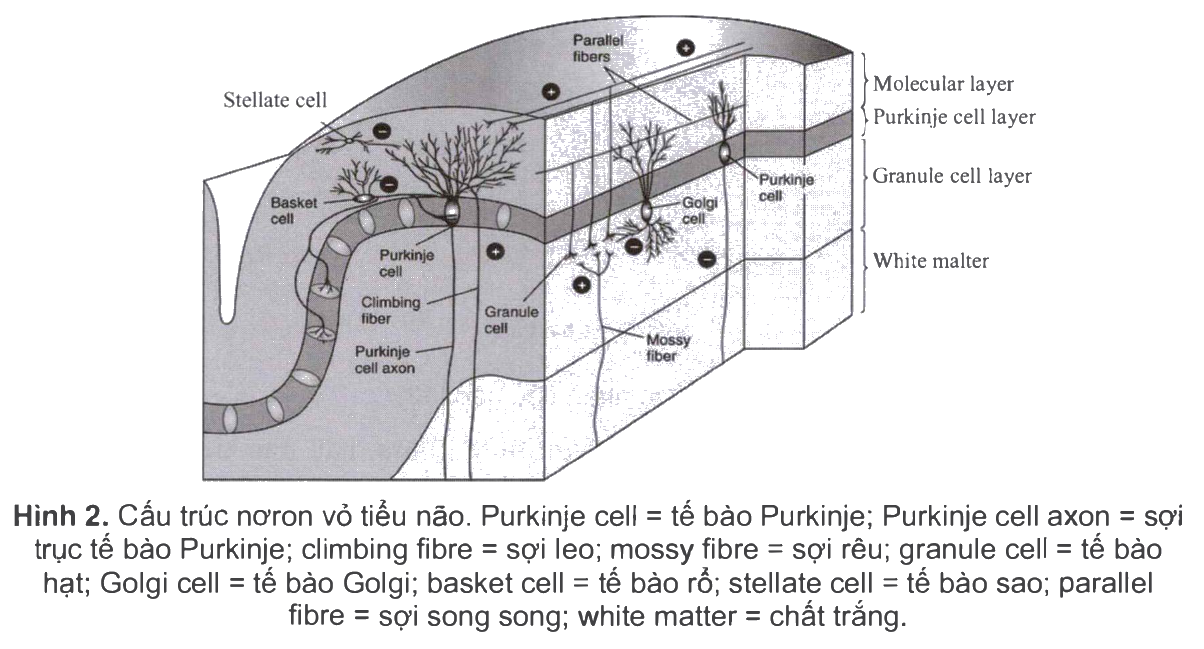 Parallel
fibers
Stellate cell
Molecular layer
Purkinje cell layer
Granule cell layer
Basket
cell
Purkinje
cell
Golgi
cell
Purkinje
cell
White malter
Climbing
fiber
Granule
cell
Purkinje
cell axon
Mossy
fiber
Hình 2. Cấu trúc nơron vỏ tiểu não. Purkinje cell = tế bào Purkinje; Purkinje cell axon = sợi
trục tế bào Purkinje; climbing fibre = sợi leo; mossy fibre = sợi rêu; granule cell = tế bào
hạt; Golgi cell = tế bào Golgi; basket cell = tế bào rổ; stellate cell = tế bào sao; parallel
fibre = sợi song song; white matter = chất trắng.